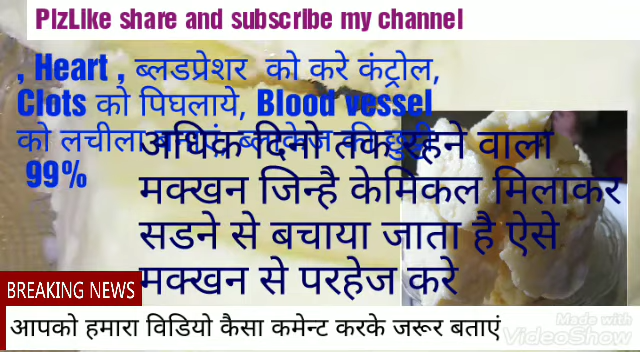 PlzLike share and subscribe my channel
, Heart , ब्लडप्रेशर को करे कंट्रोल,
Clots को पिघलाये, Blood vessel
को लचीला
99%
अधिक दिनो तक रहने वाला
मक्खन जिन्है केमिकल मिलाकर
सडने से बचाया जाता है ऐसे
मक्खन से परहेज करे
BREAKING NEWS
आपको हमारा विडियो कैसा कमेन्ट करके जरूर बताएं
Made with
VideoShow